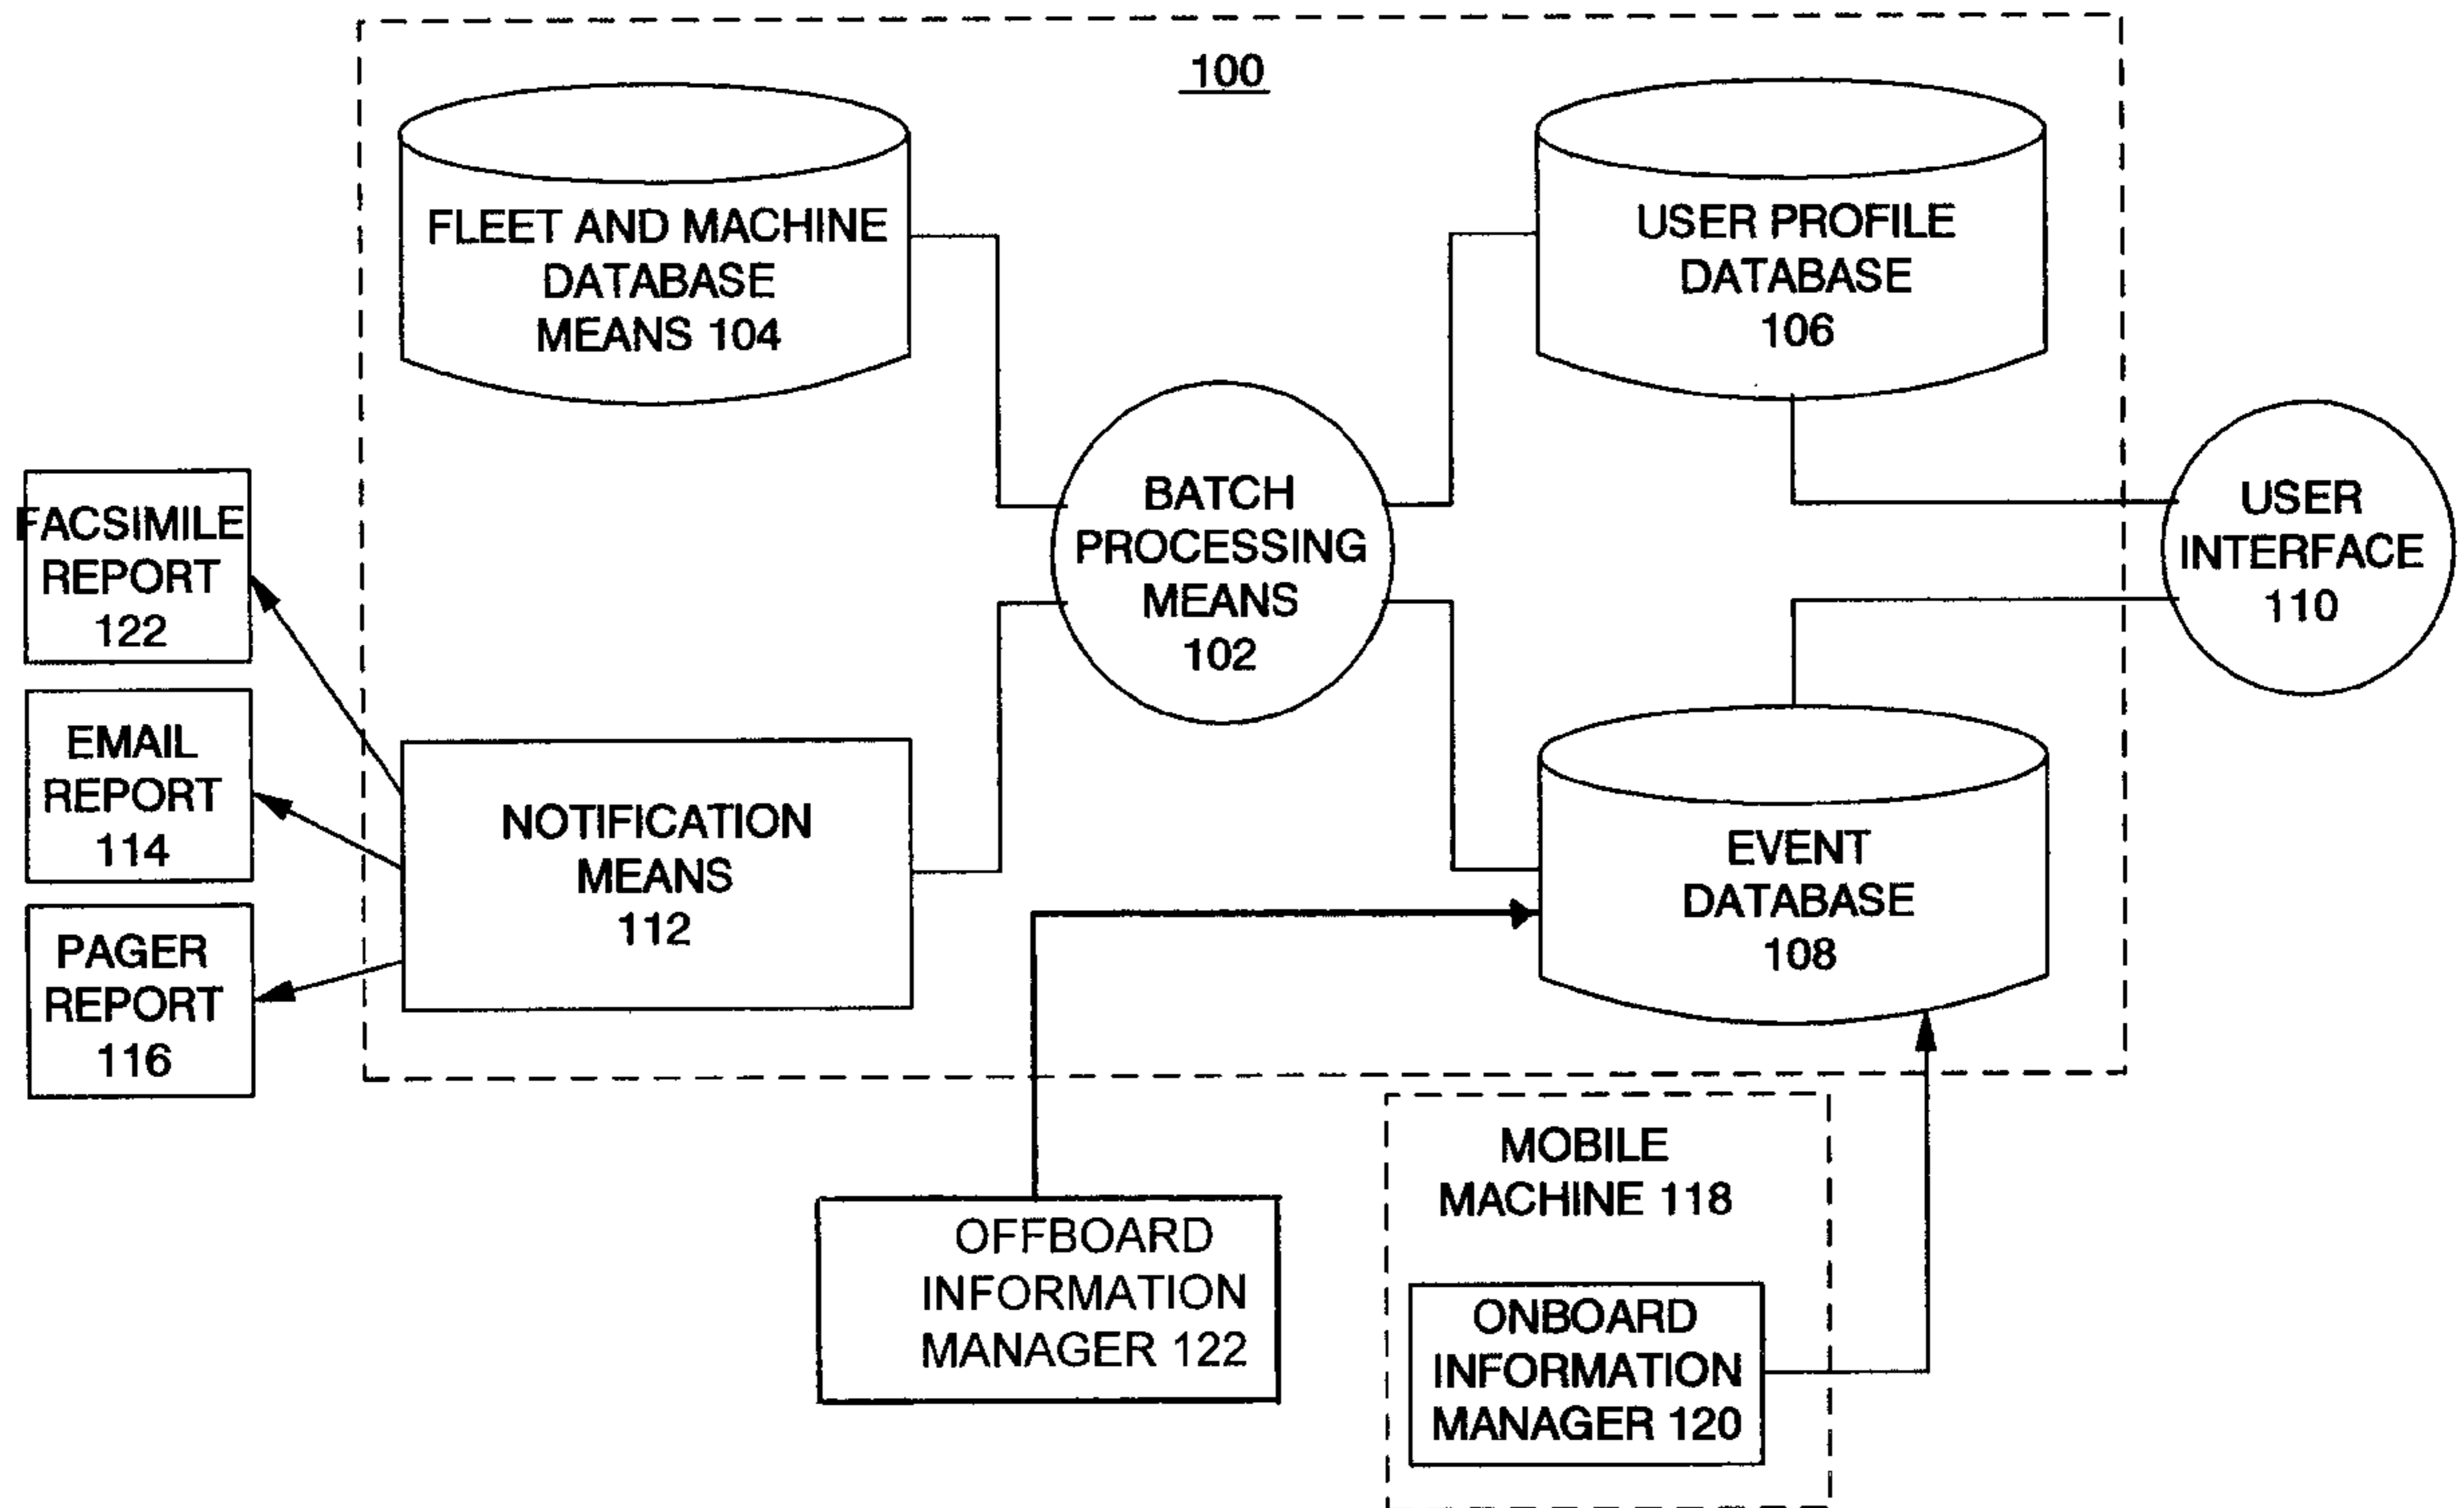 100
FLEET AND MACHINE
DATABASE
MEANS 104
USER PROFILE
DATABASE
106
BATCH
PROCESSING
MEANS
102
USER
INTERFACE
110
FACSIMILE
REPORT
122
EMAIL
REPORT
114
PAGER
REPORT
116
NOTIFICATION
MEANS
112
EVENT
DATABASE
108
OFFBOARD
INFORMATION
MANAGER 122
MOBILE
MACHINE 118
ONBOARD
INFORMATION
MANAGER 120